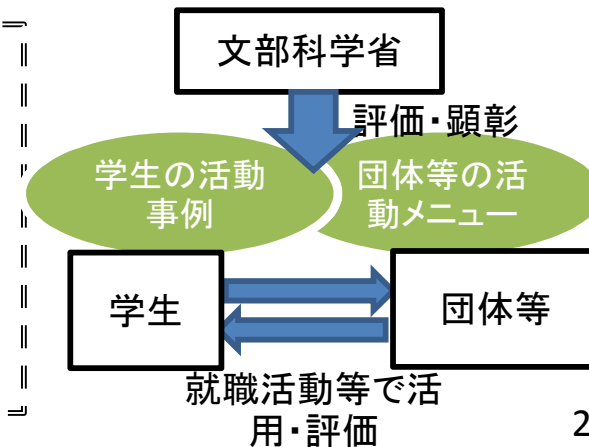 文部科学省
評価・顕彰
学生の活動
事例
団体等の活
動メニュー
学生
団体等
就職活動等で活
用・評価
2